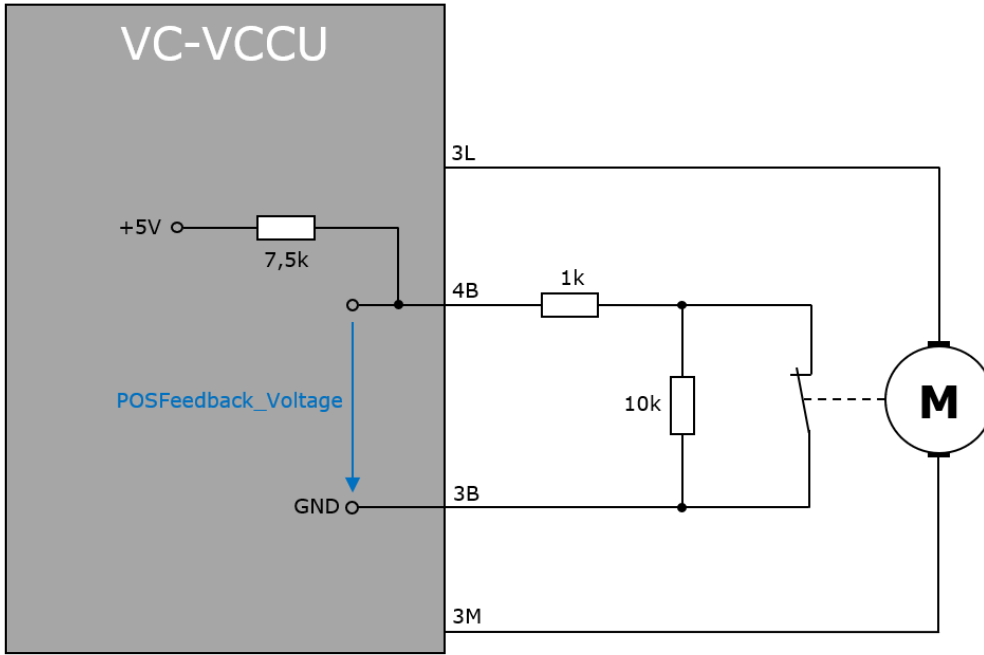 VC-VCCU
3L
+5V
7,5k
4B
1k
POSFeedback_Voltage
10k
M
GND
3B
3M